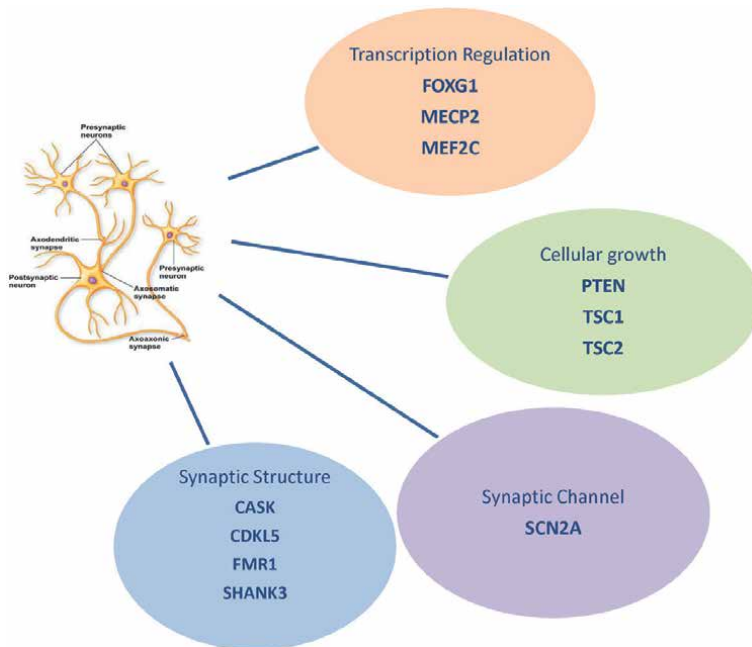 Transcription Regulation
FOXG1
MECP2
MEF2C
Presynaptic
neurons
Axodendritic
synapse
Postsynaptic
neuron
Presynaptic
neuron
Axosomatic
synapse
Axoaxonic
synapse
Cellular growth
PTEN
TSC1
TSC2
Synaptic Structure
CASK
CDKL5
FMR1
SHANK3
Synaptic Channel
SCN2A